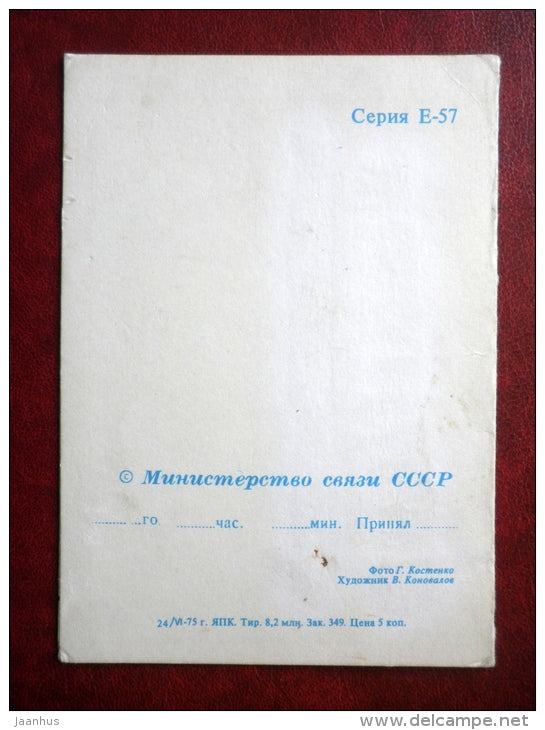 Серия Е-57
© Министерство связи СССР
......... ...го ...........час. ...........мин. Принял ............
Фото Г. Костенко
Художник В. Коновалов
24/VI-75 г. ЯПК. Тир. 8,2 млн. Зак. 349. Цена 5 коп.
jaanhus
www.delcampe.net